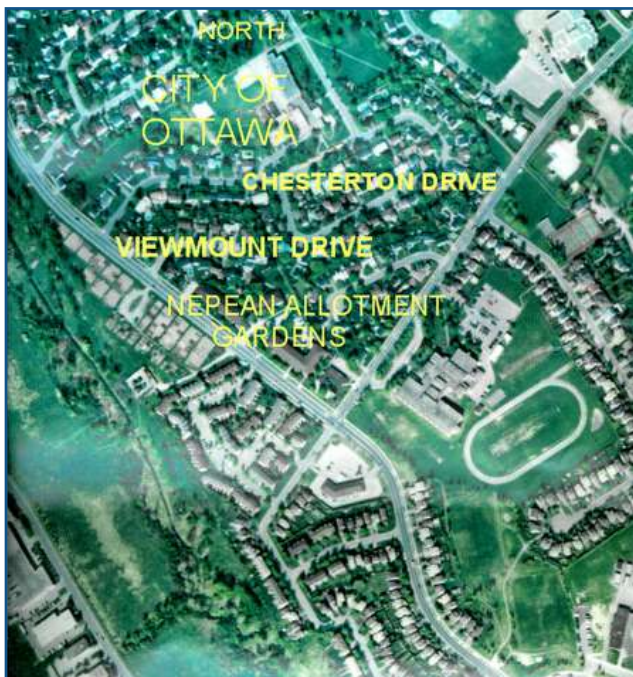 NORTH
CITY OF
OTTAWA
CHESTERTON DRIVE
VIEWMOUNT DRIVE
NEPEAN ALLOTMENT
GARDENS